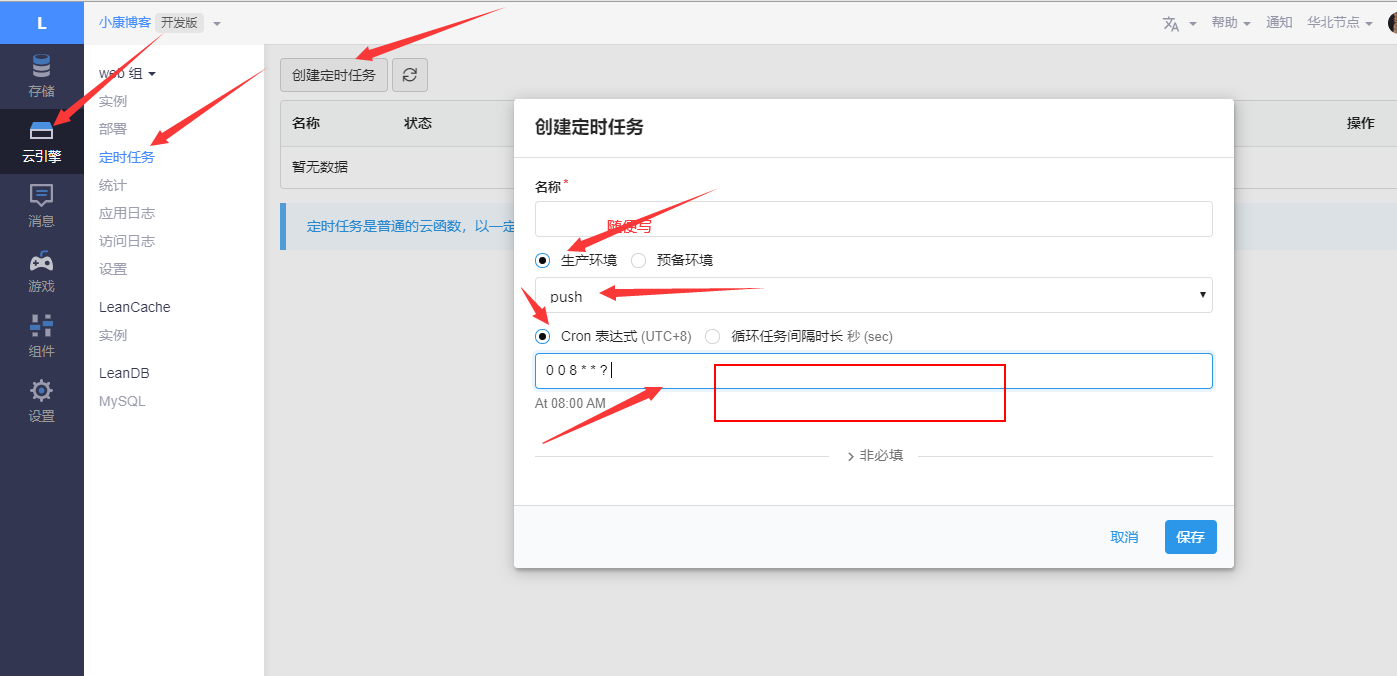 L
小康博客 开发版
帮助 通知 华北节点
存储
云引擎
消息
游戏
组件
设置
web 组
实例
部署
定时任务
统计
应用日志
访问日志
设置
LeanCache
实例
LeanDB
MySQL
创建定时任务
名称 状态 操作
暂无数据
定时任务是普通的云函数，以一定
创建定时任务
名称*
随便写
生产环境 预备环境
push
Cron 表达式 (UTC+8) 循环任务间隔时长 秒 (sec)
0 0 8 * * ?
At 08:00 AM
非必填
取消 保存